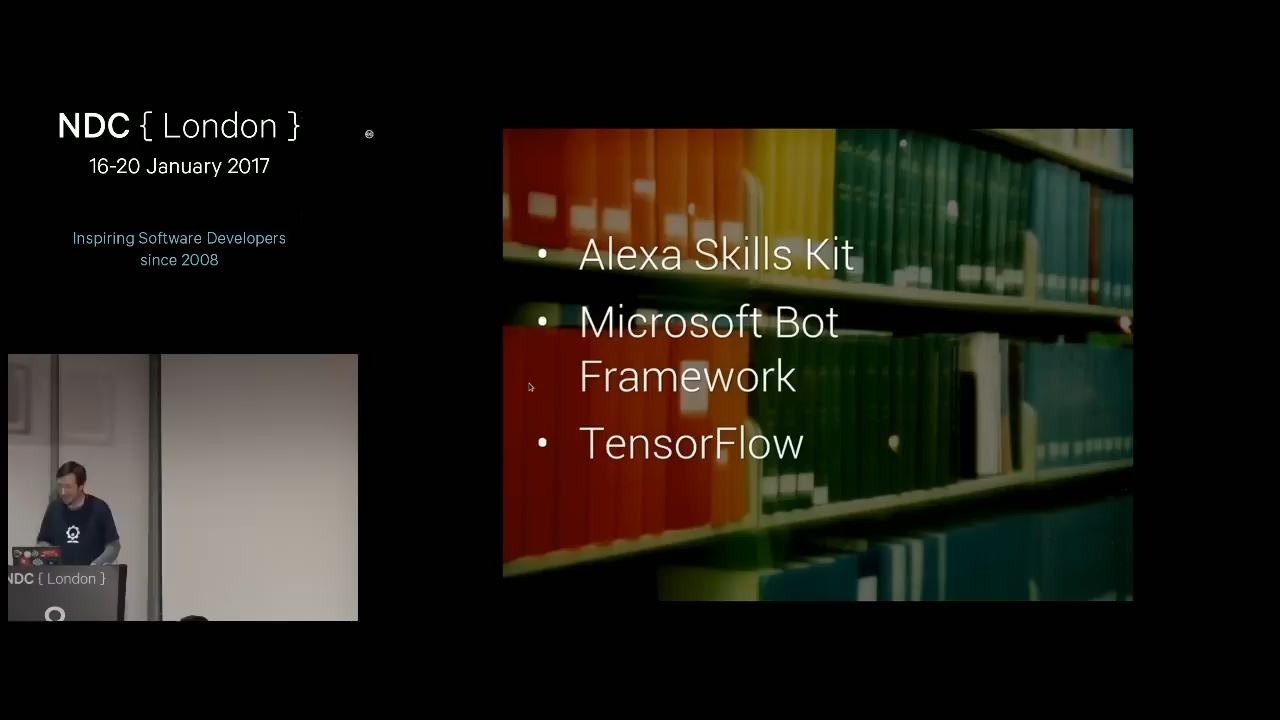 NDC { London }
16-20 January 2017
Inspiring Software Developers
since 2008
• Alexa Skills Kit
• Microsoft Bot
Framework
• TensorFlow
NDC { London }